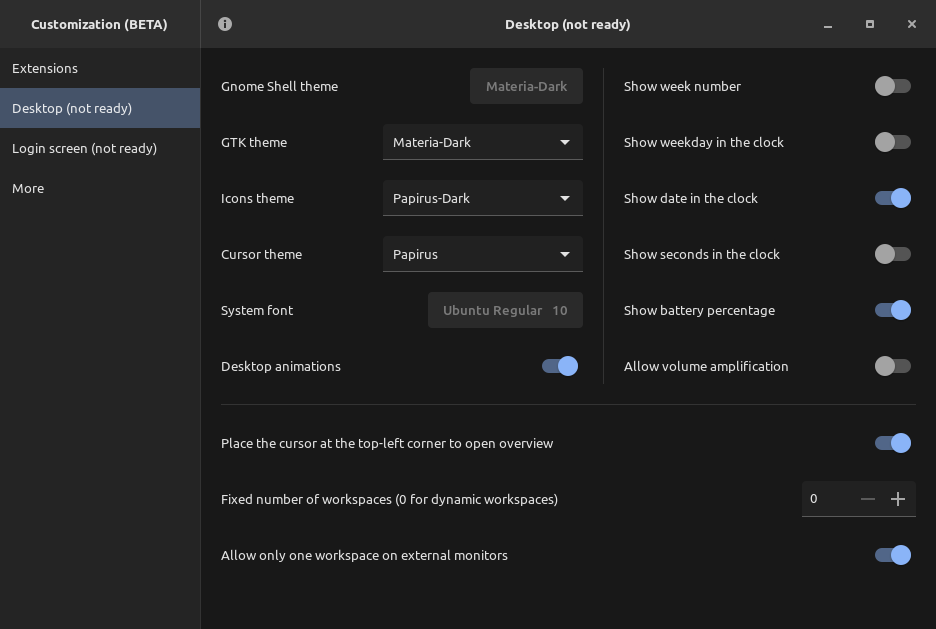 Customization (BETA)
Desktop (not ready)
Extensions
Desktop (not ready)
Login screen (not ready)
More
Gnome Shell theme
Materia-Dark
GTK theme
Materia-Dark
Icons theme
Papirus-Dark
Cursor theme
Papirus
System font
Ubuntu Regular 10
Desktop animations
Show week number
Show weekday in the clock
Show date in the clock
Show seconds in the clock
Show battery percentage
Allow volume amplification
Place the cursor at the top-left corner to open overview
Fixed number of workspaces (0 for dynamic workspaces)
0
Allow only one workspace on external monitors